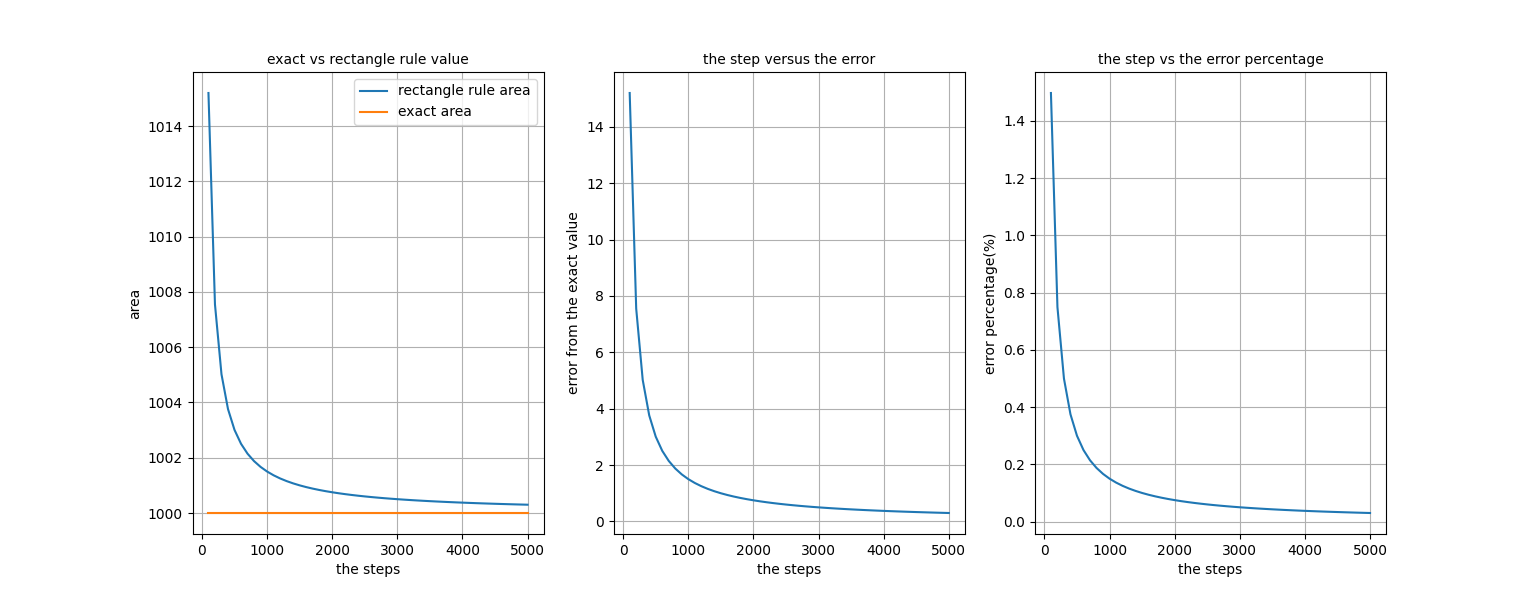 exact vs rectangle rule value
rectangle rule area
exact area
1014
1012
1010
1008
1006
1004
1002
1000
area
0 1000 2000 3000 4000 5000
the steps
the step versus the error
14
12
10
8
6
4
2
0
error from the exact value
0 1000 2000 3000 4000 5000
the steps
the step vs the error percentage
1.4
1.2
1.0
0.8
0.6
0.4
0.2
0.0
error percentage(%)
0 1000 2000 3000 4000 5000
the steps